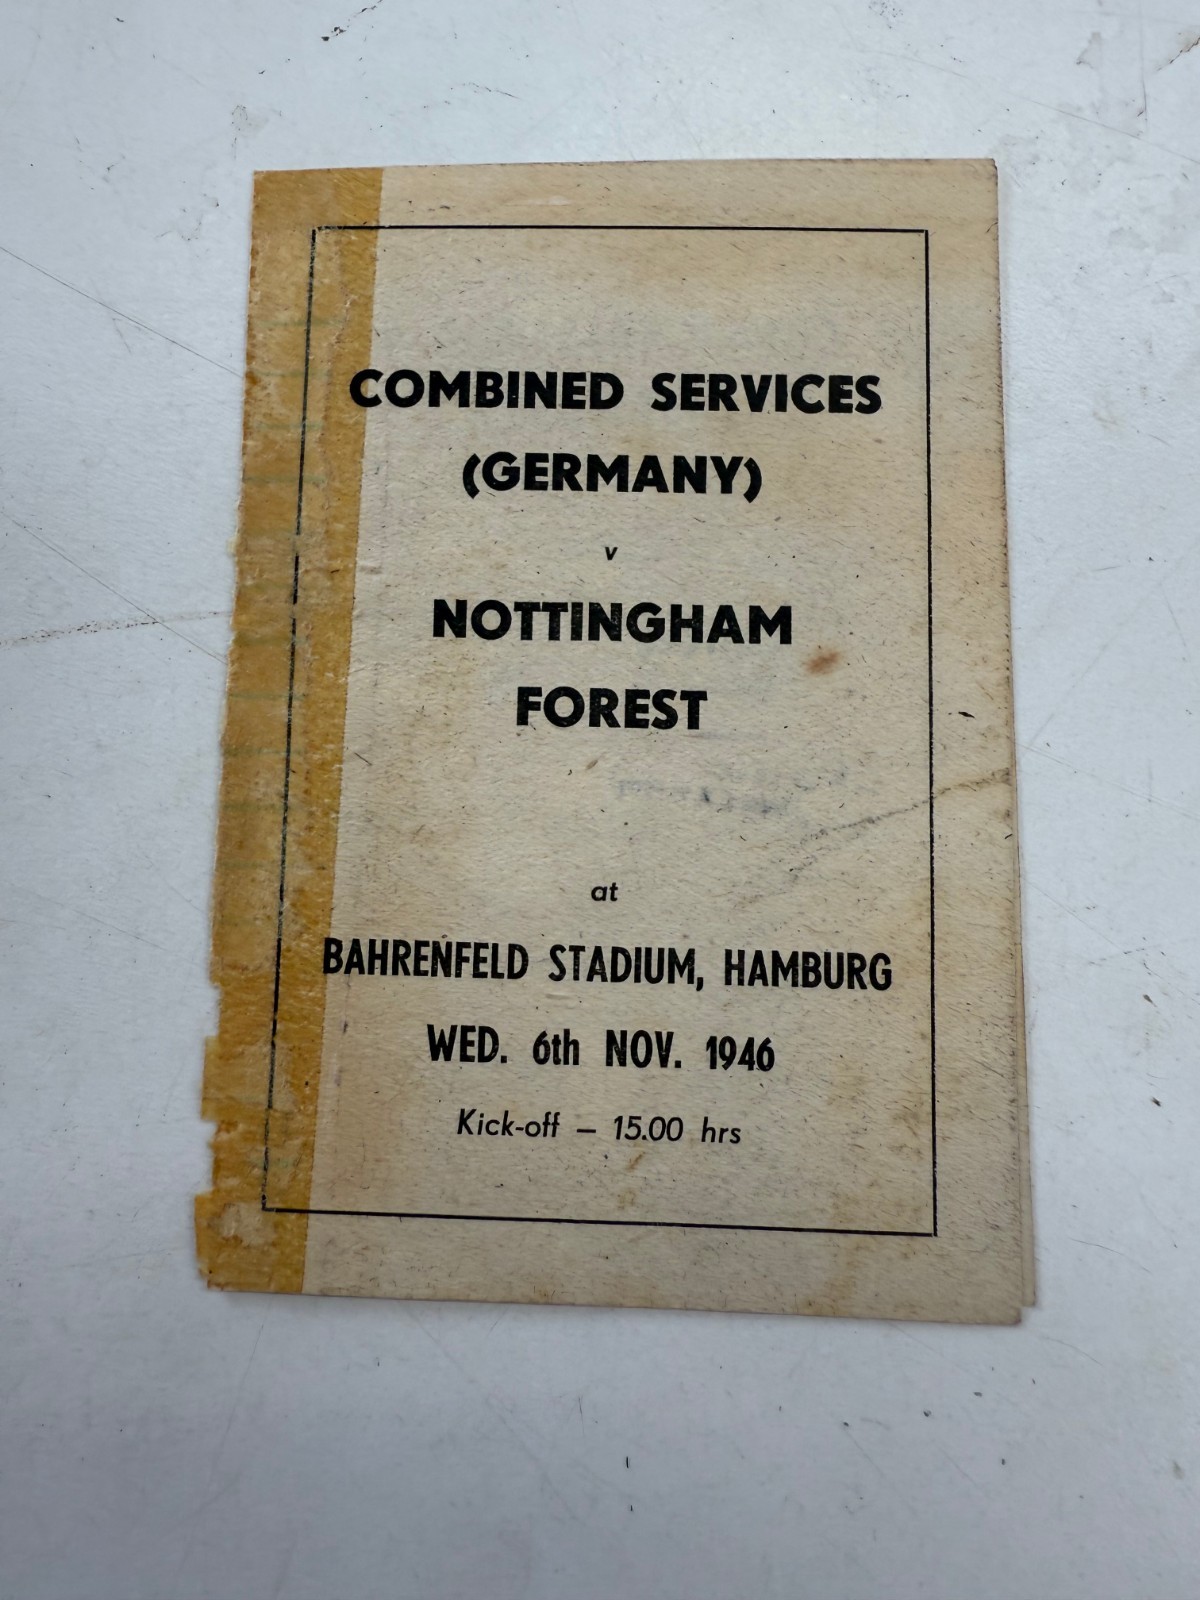 COMBINED SERVICES
(GERMANY)
v
NOTTINGHAM
FOREST
at
BAHRENFELD STADIUM, HAMBURG
WED. 6th NOV. 1946
Kick-off – 15.00 hrs